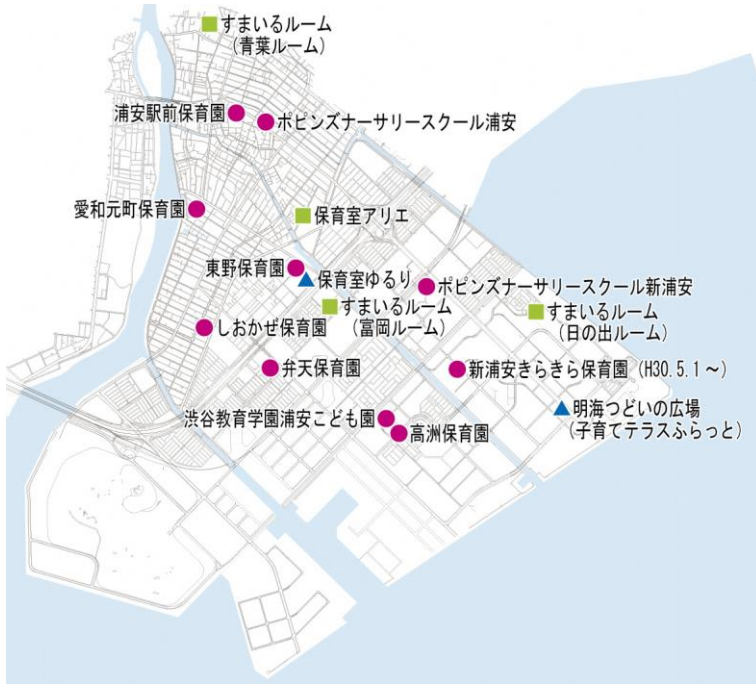 すまいるルーム
(青葉ルーム)
浦安駅前保育園
ポピンズナーサリースクール浦安
愛和元町保育園
保育室アリエ
東野保育園
保育室ゆるり
ポピンズナーサリースクール新浦安
すまいるルーム
(富岡ルーム)
すまいるルーム
(日の出ルーム)
しおかぜ保育園
弁天保育園
新浦安きらきら保育園(H30.5.1~)
渋谷教育学園浦安こども園
高洲保育園
明海つどいの広場
(子育てテラスふらっと)